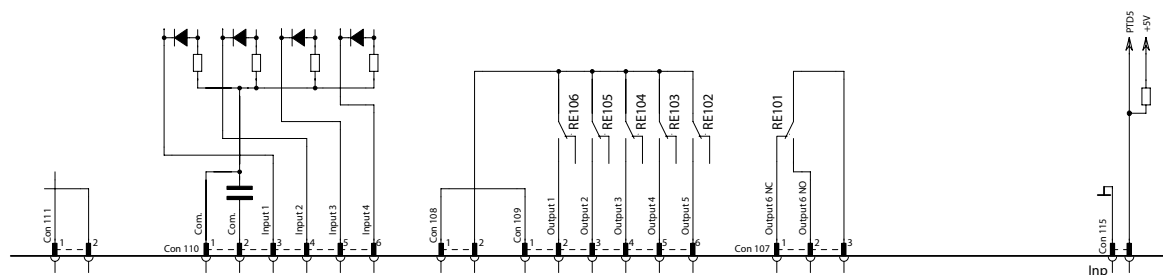 PTD5
+5V
RE106
RE105
RE104
RE103
RE102
RE101
Con 111
1
2
Con 110
Com.
1
Com.
2
Input 1
3
Input 2
4
Input 3
5
Input 4
6
Con 108
1
2
Con 109
1
Output 1
2
Output 2
3
Output 3
4
Output 4
5
Output 5
6
Con 107
Output 6 NC
1
Output 6 NO
2
3
Con 115
1
2
Inp